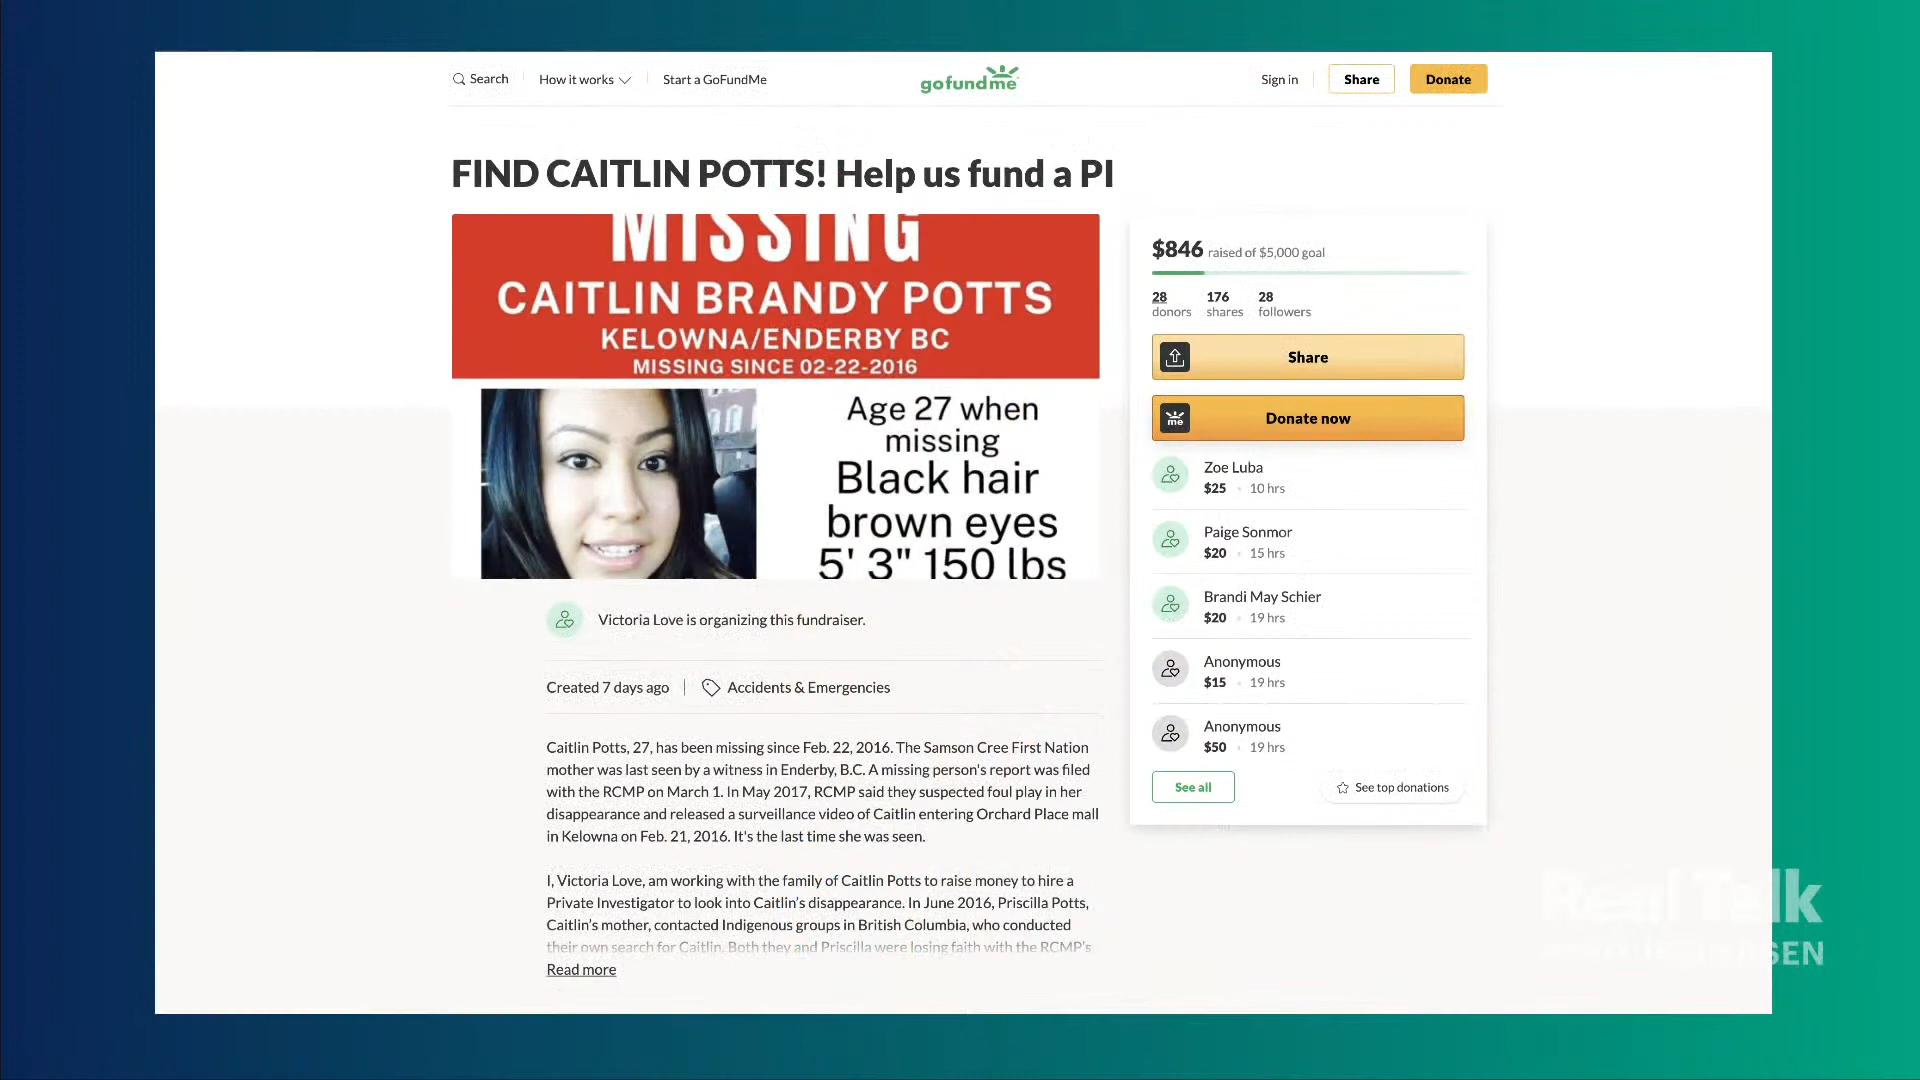 Search
How it works
Start a GoFundMe
gofundme
Sign in
Share
Donate
FIND CAITLIN POTTS! Help us fund a PI
MISSING
CAITLIN BRANDY POTTS
KELOWNA/ENDERBY BC
MISSING SINCE 02-22-2016
Age 27 when
missing
Black hair
brown eyes
5' 3" 150 lbs
Victoria Love is organizing this fundraiser.
Created 7 days ago
Accidents & Emergencies
Caitlin Potts, 27, has been missing since Feb. 22, 2016. The Samson Cree First Nation
mother was last seen by a witness in Enderby, B.C. A missing person's report was filed
with the RCMP on March 1. In May 2017, RCMP said they suspected foul play in her
disappearance and released a surveillance video of Caitlin entering Orchard Place mall
in Kelowna on Feb. 21, 2016. It's the last time she was seen.
I, Victoria Love, am working with the family of Caitlin Potts to raise money to hire a
Private Investigator to look into Caitlin's disappearance. In June 2016, Priscilla Potts,
Caitlin's mother, contacted Indigenous groups in British Columbia, who conducted
their own search for Caitlin. Both they and Priscilla were losing faith with the RCMP's
Read more
$846 raised of $5,000 goal
28 176 28
donors shares followers
Share
me Donate now
Zoe Luba
$25 • 10 hrs
Paige Sonmor
$20 • 15 hrs
Brandi May Schier
$20 • 19 hrs
Anonymous
$15 • 19 hrs
Anonymous
$50 • 19 hrs
See all
See top donations
Real Talk